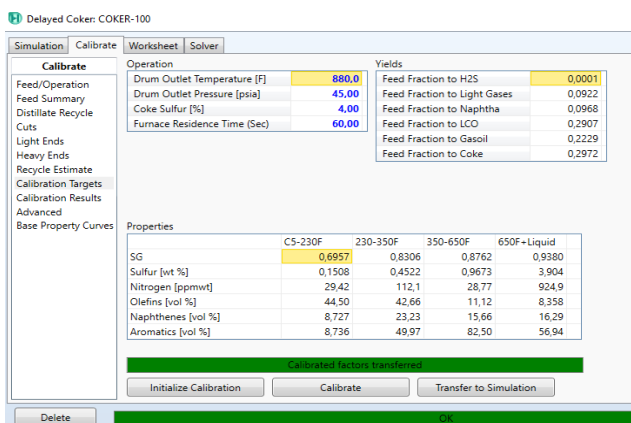 Delayed Coker: COKER-100
Simulation Calibrate Worksheet Solver
Calibrate
Feed/Operation
Feed Summary
Distillate Recycle
Cuts
Light Ends
Heavy Ends
Recycle Estimate
Calibration Targets
Calibration Results
Advanced
Base Property Curves
Operation
Drum Outlet Temperature [F] 880,0
Drum Outlet Pressure [psia] 45,00
Coke Sulfur [%] 4,00
Furnace Residence Time (Sec) 60,00
Yields
Feed Fraction to H2S 0,0001
Feed Fraction to Light Gases 0,0922
Feed Fraction to Naphtha 0,0968
Feed Fraction to LCO 0,2907
Feed Fraction to Gasoil 0,2229
Feed Fraction to Coke 0,2972
Properties
C5-230F 230-350F 350-650F 650F+Liquid
SG 0,6957 0,8306 0,8762 0,9380
Sulfur [wt %] 0,1508 0,4522 0,9673 3,904
Nitrogen [ppmwt] 29,42 112,1 28,77 924,9
Olefins [vol %] 44,50 42,66 11,12 8,358
Naphthenes [vol %] 8,727 23,23 15,66 16,29
Aromatics [vol %] 8,736 49,97 82,50 56,94
Calibrated factors transferred
Initialize Calibration Calibrate Transfer to Simulation
Delete OK